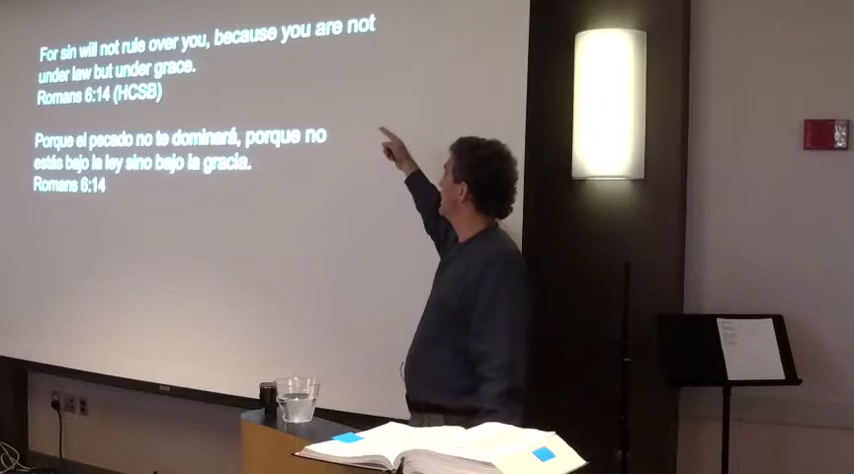 For sin will not rule over you, because you are not
under law but under grace.
Romans 6:14 (HCSB)
Porque el pecado no te dominará, porque no
estás bajo la ley sino bajo la gracia.
Romans 6:14